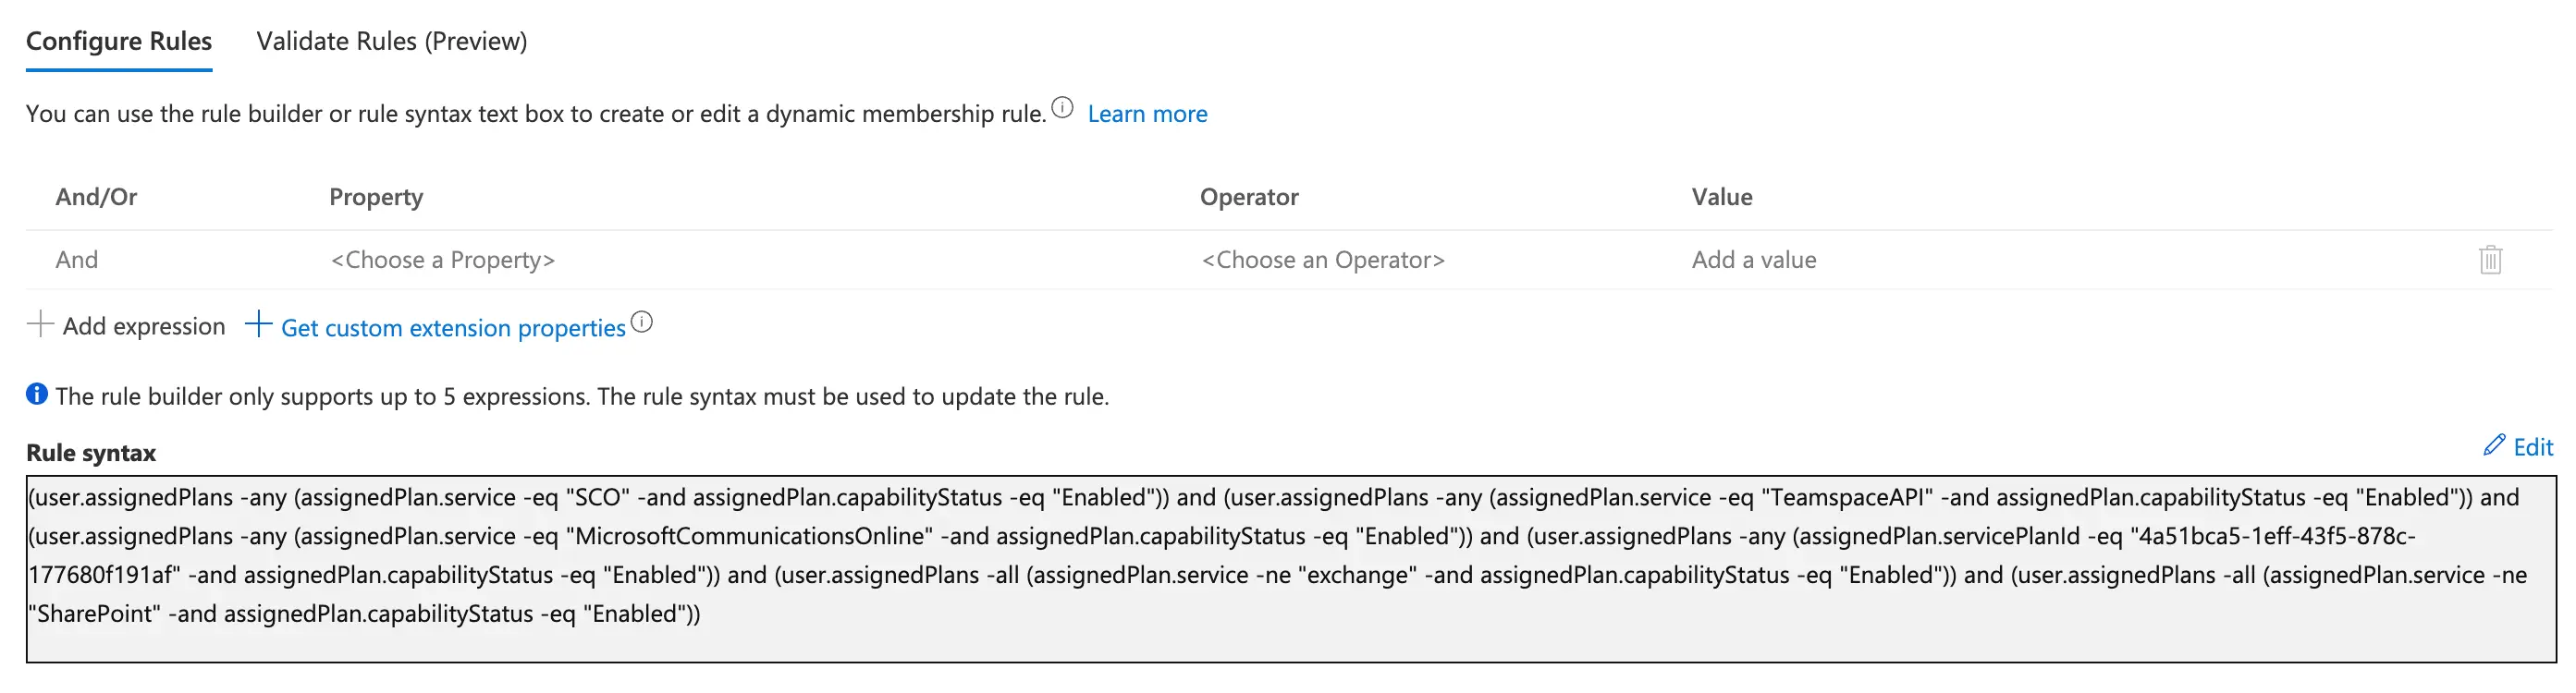 Configure Rules Validate Rules (Preview)
You can use the rule builder or rule syntax text box to create or edit a dynamic membership rule. Learn more
And/Or Property Operator Value
And <Choose a Property> <Choose an Operator> Add a value
Add expression Get custom extension properties
The rule builder only supports up to 5 expressions. The rule syntax must be used to update the rule.
Rule syntax Edit
(user.assignedPlans -any (assignedPlan.service -eq "SCO" -and assignedPlan.capabilityStatus -eq "Enabled")) and (user.assignedPlans -any (assignedPlan.service -eq "TeamspaceAPI" -and assignedPlan.capabilityStatus -eq "Enabled")) and
(user.assignedPlans -any (assignedPlan.service -eq "MicrosoftCommunicationsOnline" -and assignedPlan.capabilityStatus -eq "Enabled")) and (user.assignedPlans -any (assignedPlan.servicePlanId -eq "4a51bca5-1eff-43f5-878c-
177680f191af" -and assignedPlan.capabilityStatus -eq "Enabled")) and (user.assignedPlans -all (assignedPlan.service -ne "exchange" -and assignedPlan.capabilityStatus -eq "Enabled")) and (user.assignedPlans -all (assignedPlan.service -ne
"SharePoint" -and assignedPlan.capabilityStatus -eq "Enabled"))